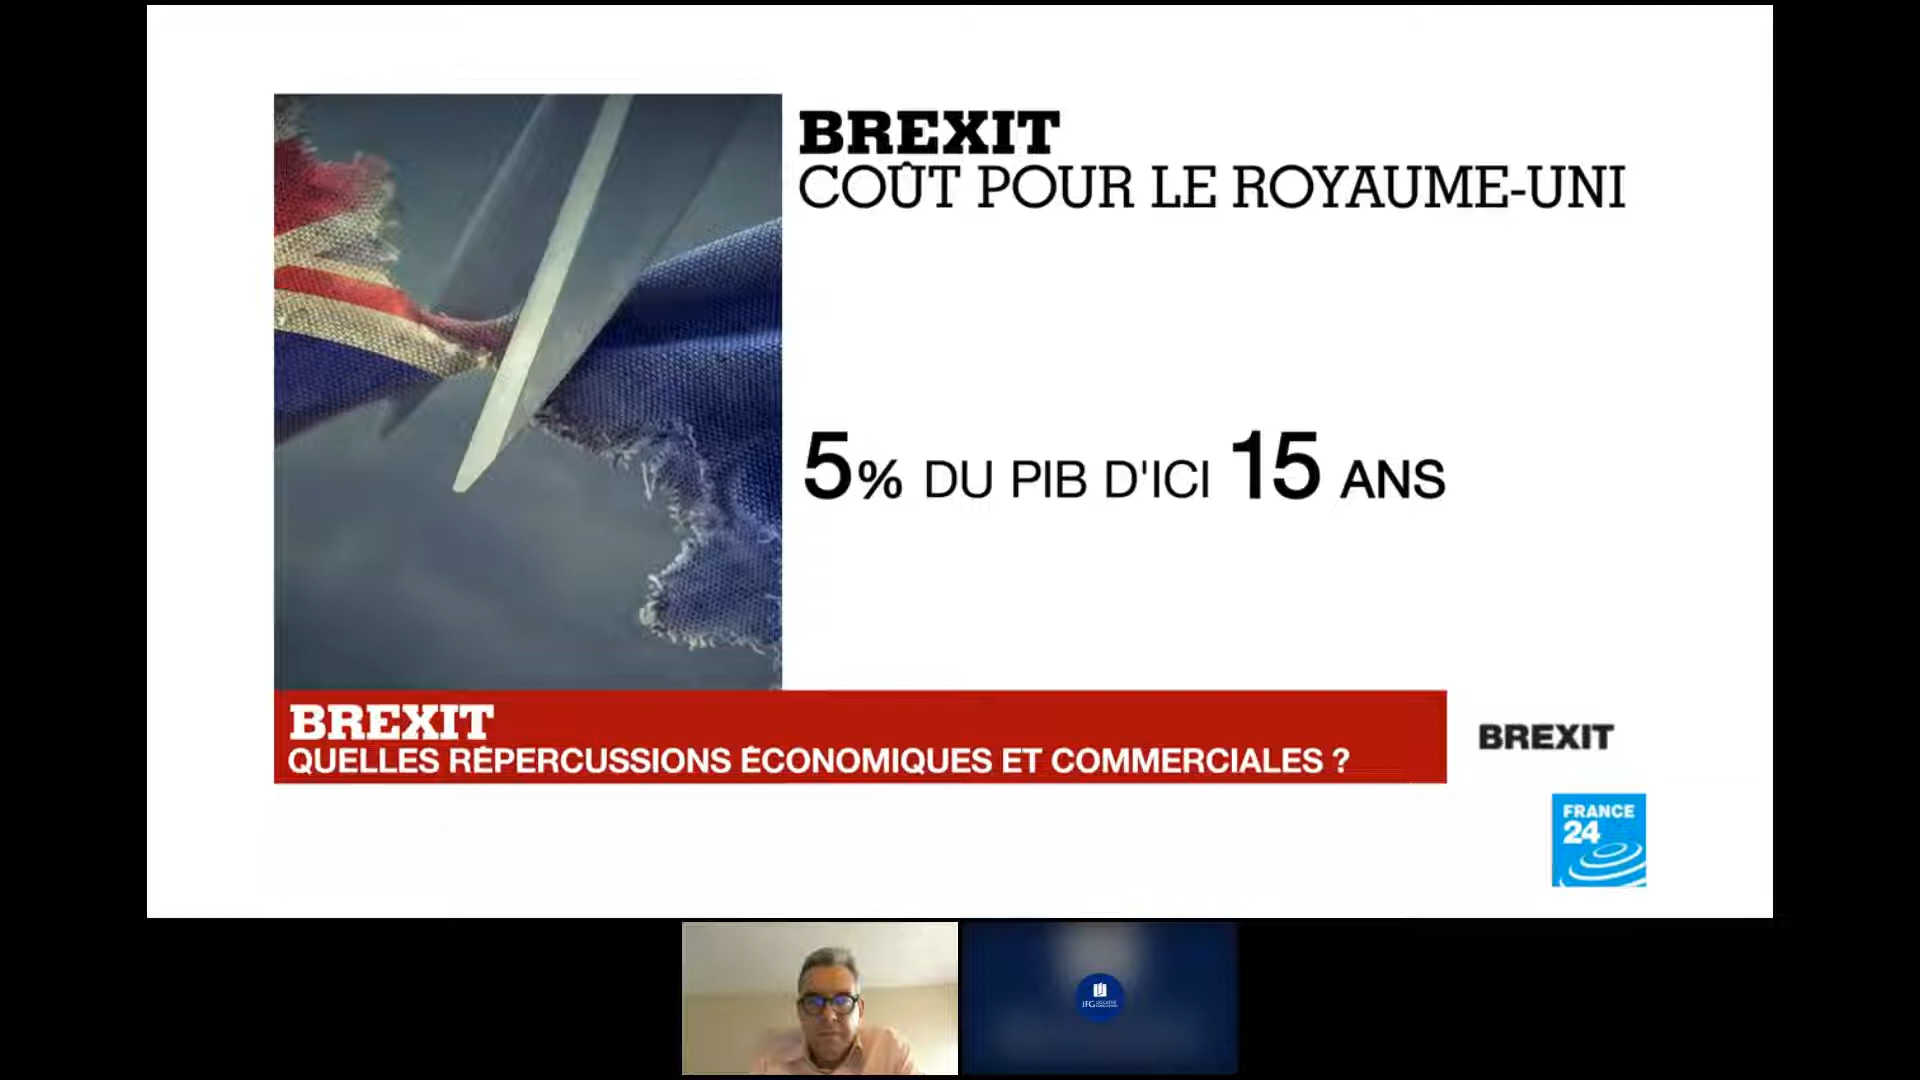 BREXIT
COÛT POUR LE ROYAUME-UNI
5% DU PIB D'ICI 15 ANS
BREXIT
QUELLES RÉPERCUSSIONS ÉCONOMIQUES ET COMMERCIALES ?
BREXIT
FRANCE
24